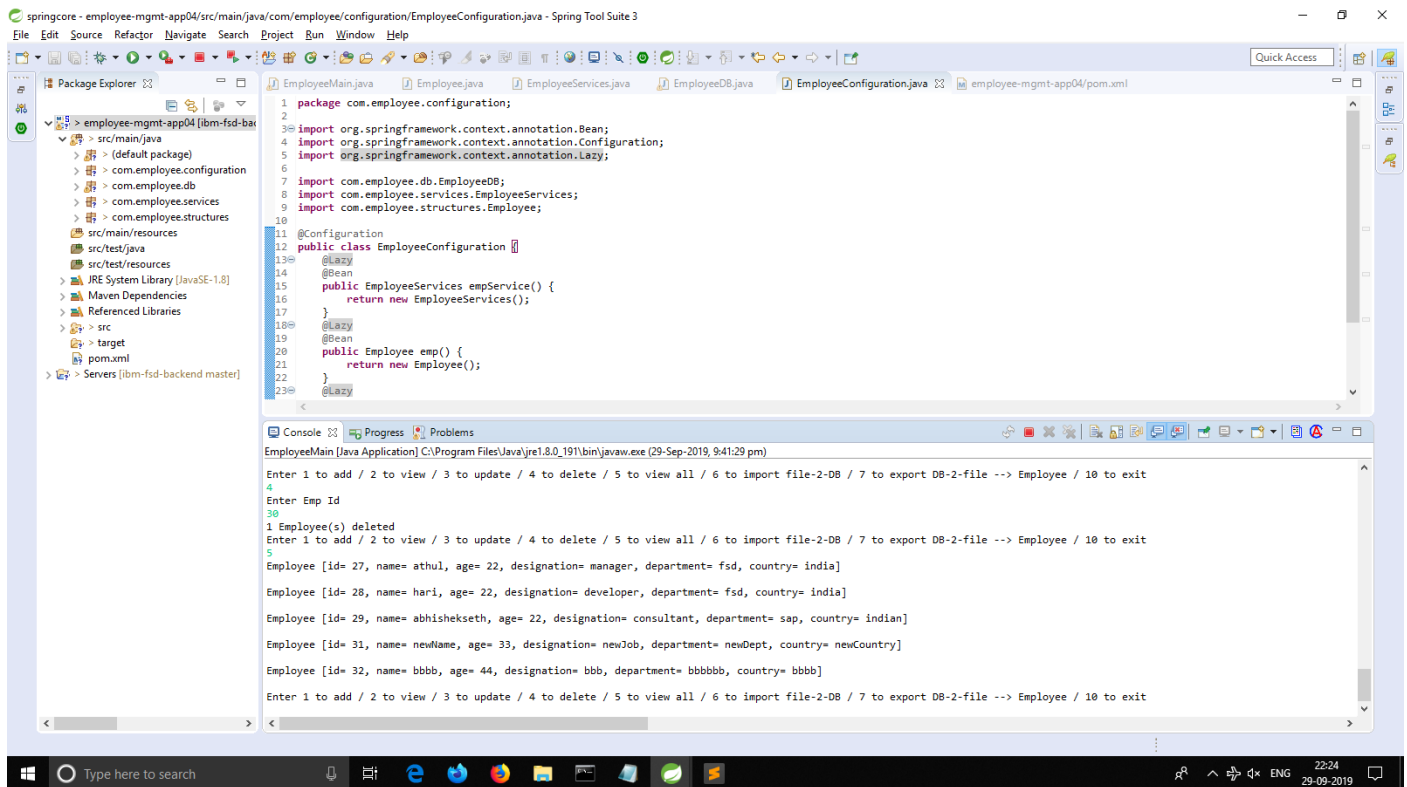 springcore - employee-mgmt-app04/src/main/java/com/employee/configuration/EmployeeConfiguration.java - Spring Tool Suite 3
File Edit Source Refactor Navigate Search Project Run Window Help
Quick Access
Package Explorer
> employee-mgmt-app04 [ibm-fsd-bac
> src/main/java
> (default package)
> com.employee.configuration
> com.employee.db
> com.employee.services
> com.employee.structures
src/main/resources
src/test/java
src/test/resources
JRE System Library [JavaSE-1.8]
Maven Dependencies
Referenced Libraries
> src
> target
pom.xml
> Servers [ibm-fsd-backend master]
EmployeeMain.java Employee.java EmployeeServices.java EmployeeDB.java EmployeeConfiguration.java employee-mgmt-app04/pom.xml
1 package com.employee.configuration;
2
3 import org.springframework.context.annotation.Bean;
4 import org.springframework.context.annotation.Configuration;
5 import org.springframework.context.annotation.Lazy;
6
7 import com.employee.db.EmployeeDB;
8 import com.employee.services.EmployeeServices;
9 import com.employee.structures.Employee;
10
11 @Configuration
12 public class EmployeeConfiguration {
13 @Lazy
14 @Bean
15 public EmployeeServices empService() {
16 return new EmployeeServices();
17 }
18 @Lazy
19 @Bean
20 public Employee emp() {
21 return new Employee();
22 }
23 @Lazy
Console Progress Problems
EmployeeMain [Java Application] C:\Program Files\Java\jre1.8.0_191\bin\javaw.exe (29-Sep-2019, 9:41:29 pm)
Enter 1 to add / 2 to view / 3 to update / 4 to delete / 5 to view all / 6 to import file-2-DB / 7 to export DB-2-file --> Employee / 10 to exit
4
Enter Emp Id
30
1 Employee(s) deleted
Enter 1 to add / 2 to view / 3 to update / 4 to delete / 5 to view all / 6 to import file-2-DB / 7 to export DB-2-file --> Employee / 10 to exit
5
Employee [id= 27, name= athul, age= 22, designation= manager, department= fsd, country= india]
Employee [id= 28, name= hari, age= 22, designation= developer, department= fsd, country= india]
Employee [id= 29, name= abhishekseth, age= 22, designation= consultant, department= sap, country= indian]
Employee [id= 31, name= newName, age= 33, designation= newJob, department= newDept, country= newCountry]
Employee [id= 32, name= bbbb, age= 44, designation= bbb, department= bbbbbb, country= bbbb]
Enter 1 to add / 2 to view / 3 to update / 4 to delete / 5 to view all / 6 to import file-2-DB / 7 to export DB-2-file --> Employee / 10 to exit
Type here to search
ENG
22:24
29-09-2019